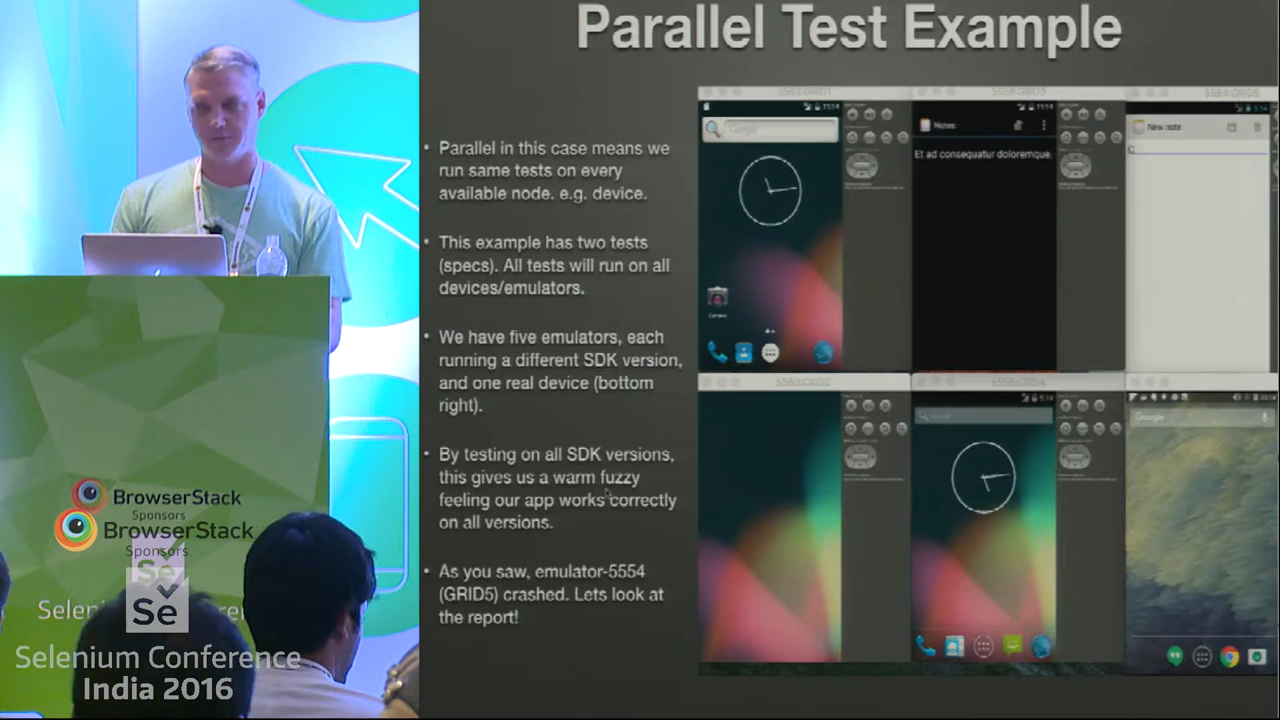 Parallel Test Example
• Parallel in this case means we
run same tests on every
available node. e.g. device.
• This example has two tests
(specs). All tests will run on all
devices/emulators.
• We have five emulators, each
running a different SDK version,
and one real device (bottom
right).
• By testing on all SDK versions,
this gives us a warm fuzzy
feeling our app works correctly
on all versions.
• As you saw, emulator-5554
(GRID5) crashed. Lets look at
the report!
Google
Camera
Notes
Et ad consequatur doloremque.
New note
Google
BrowserStack
Sponsors
BrowserStack
Sponsors
Se
Se
Selenium Conference
India 2016